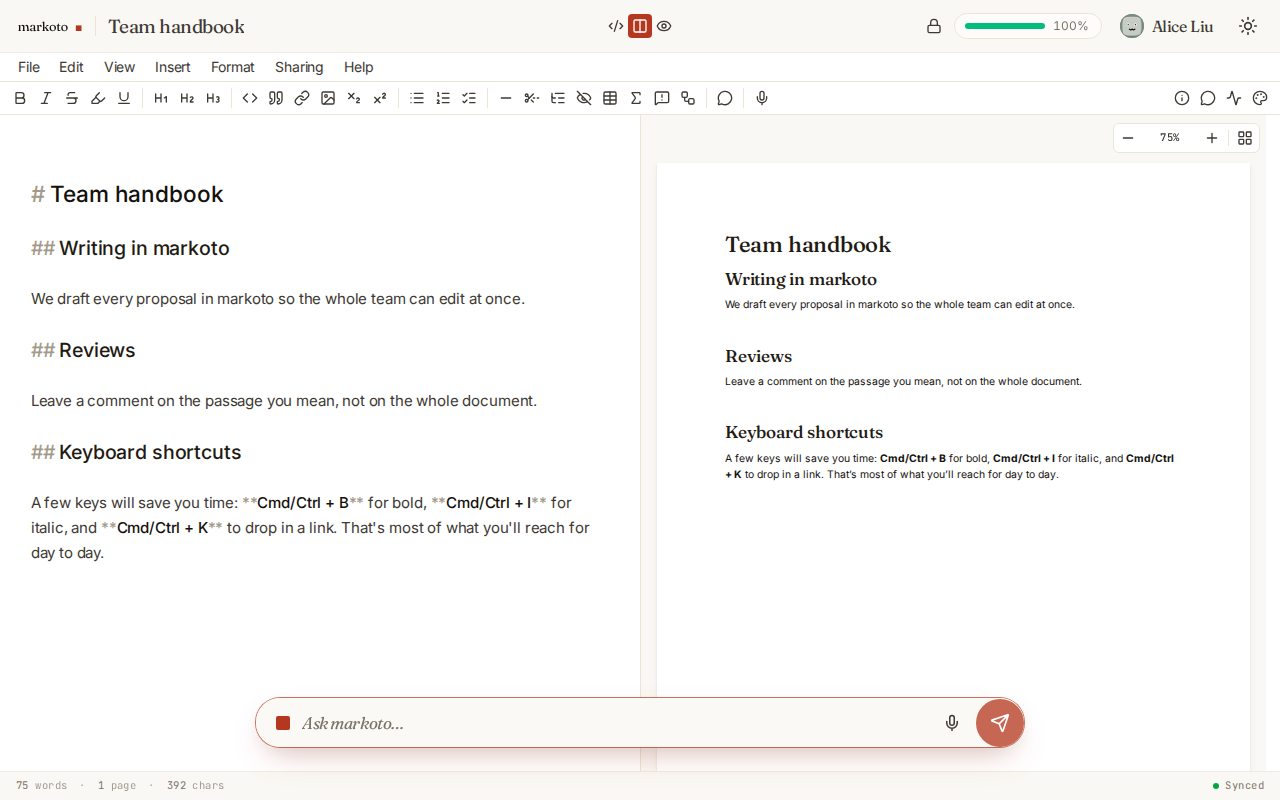 markoto
Team handbook
100%
Alice Liu
File Edit View Insert Format Sharing Help
H1 H2 H3
75%
# Team handbook
## Writing in markoto
We draft every proposal in markoto so the whole team can edit at once.
## Reviews
Leave a comment on the passage you mean, not on the whole document.
## Keyboard shortcuts
A few keys will save you time: **Cmd/Ctrl + B** for bold, **Cmd/Ctrl + I** for
italic, and **Cmd/Ctrl + K** to drop in a link. That's most of what you'll reach for
day to day.
Team handbook
Writing in markoto
We draft every proposal in markoto so the whole team can edit at once.
Reviews
Leave a comment on the passage you mean, not on the whole document.
Keyboard shortcuts
A few keys will save you time: Cmd/Ctrl + B for bold, Cmd/Ctrl + I for italic, and Cmd/Ctrl
+ K to drop in a link. That's most of what you'll reach for day to day.
Ask markoto...
75 words · 1 page · 392 chars
Synced